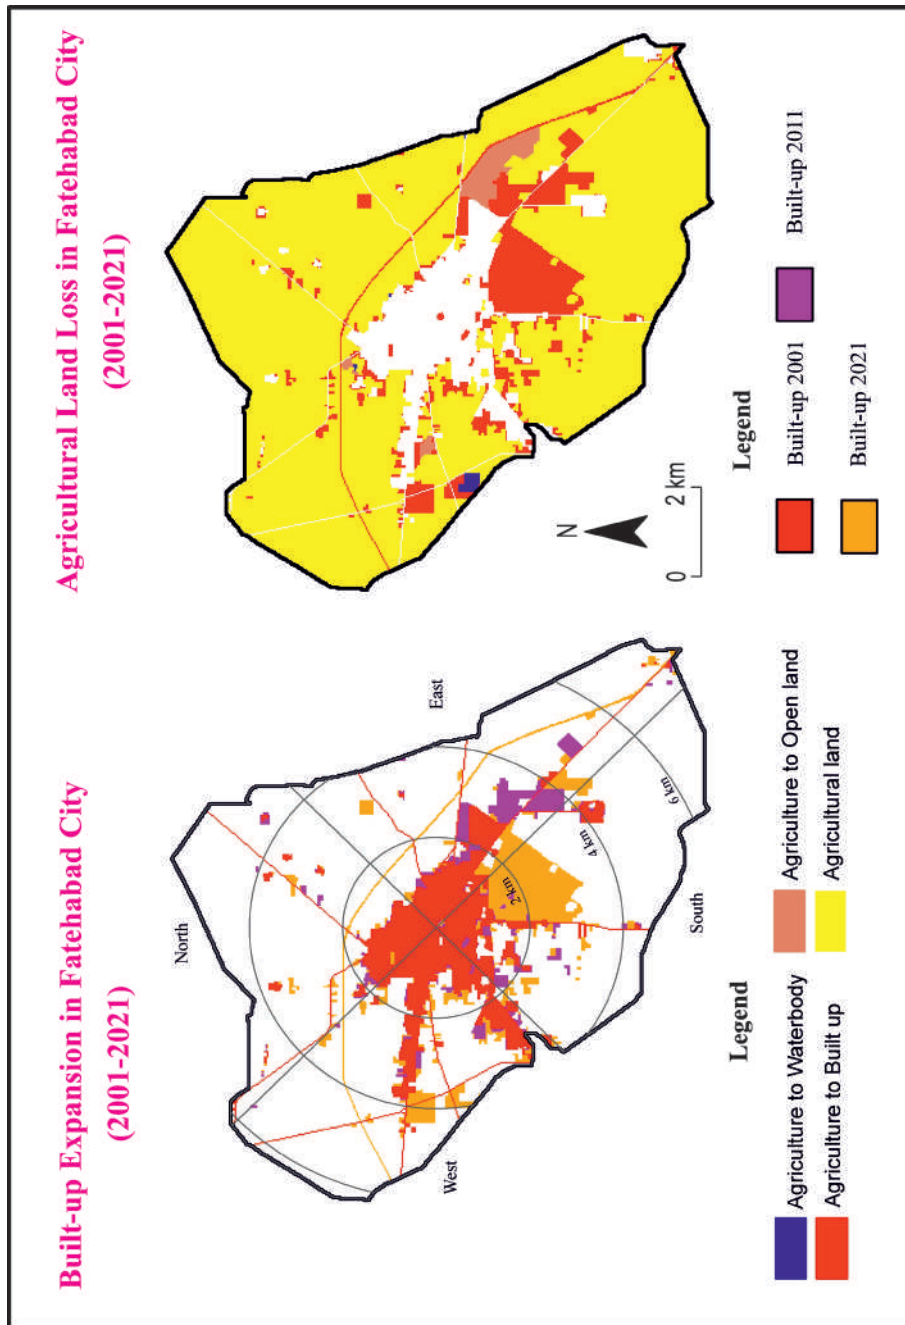 Built-up Expansion in Fatehabad City
(2001-2021)
North
East
West
South
2 km
4 km
6 km
Legend
Agriculture to Waterbody
Agriculture to Open land
Agriculture to Built up
Agricultural land
Agricultural Land Loss in Fatehabad City
(2001-2021)
N
0 2 km
Legend
Built-up 2001
Built-up 2011
Built-up 2021